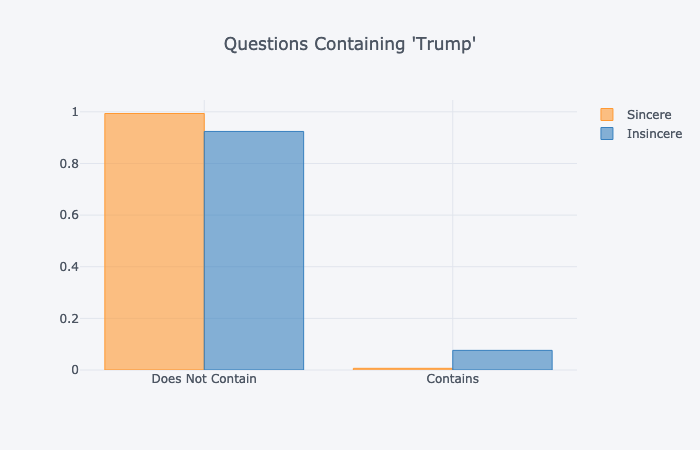 Questions Containing 'Trump'
Sincere
Insincere
1
0.8
0.6
0.4
0.2
0
Does Not Contain
Contains